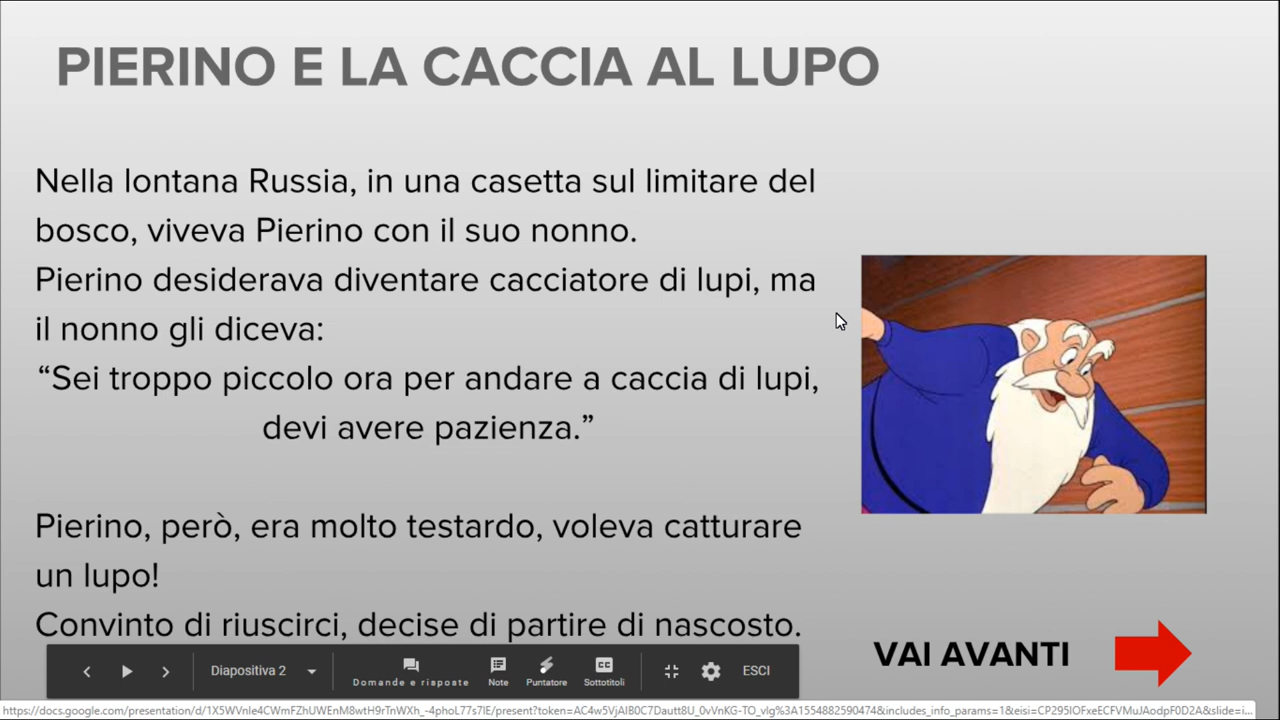 PIERINO E LA CACCIA AL LUPO
Nella lontana Russia, in una casetta sul limitare del
bosco, viveva Pierino con il suo nonno.
Pierino desiderava diventare cacciatore di lupi, ma
il nonno gli diceva:
“Sei troppo piccolo ora per andare a caccia di lupi,
devi avere pazienza.”
Pierino, però, era molto testardo, voleva catturare
un lupo!
Convinto di riuscirci, decise di partire di nascosto.
VAI AVANTI
Diapositiva 2
Domande e risposte
Note
Puntatore
Sottotitoli
ESCI